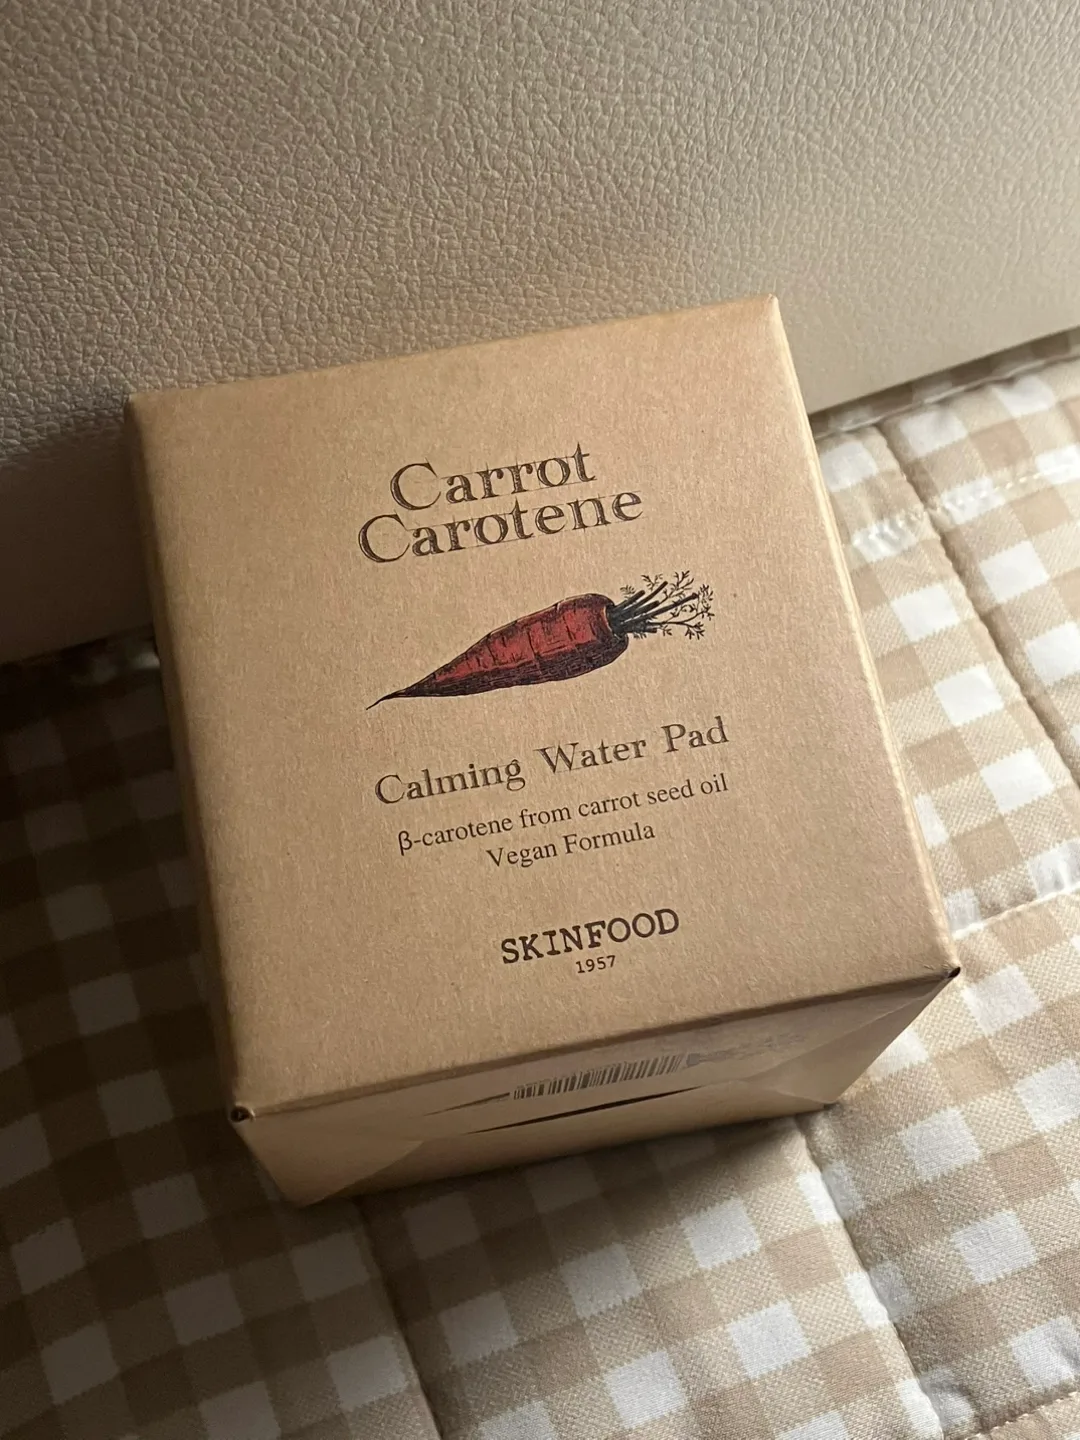 Carrot
Carotene
Calming Water Pad
β-carotene from carrot seed oil
Vegan Formula
SKINFOOD
1957